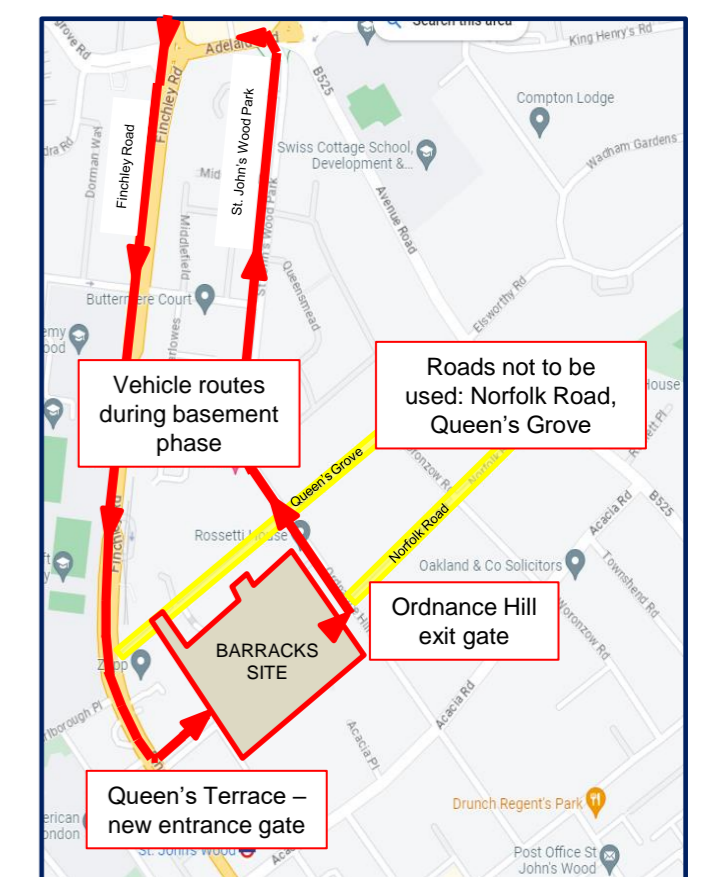 Search this area
King Henry's Rd
Finchley Rd
B525
Compton Lodge
Dorman Way
Finchley Road
St. John's Wood Park
Swiss Cottage School,
Development &...
Wadham Gardens
Avenue Road
Middlefield
Queensmead
Buttermere Court
Elsworthy Rd
Vehicle routes
during basement
phase
Roads not to be
used: Norfolk Road,
Queen's Grove
House
Queen's Grove
Norfolk Road
Acacia Rd
B525
Townshend Rd
Oakland & Co Solicitors
Woronzow Rd
Ordnance Hill
exit gate
BARRACKS
SITE
Acacia Rd
Acacia Pl
Queen's Terrace –
new entrance gate
Drunch Regent's Park
St. John's Wood
Post Office St
John's Wood